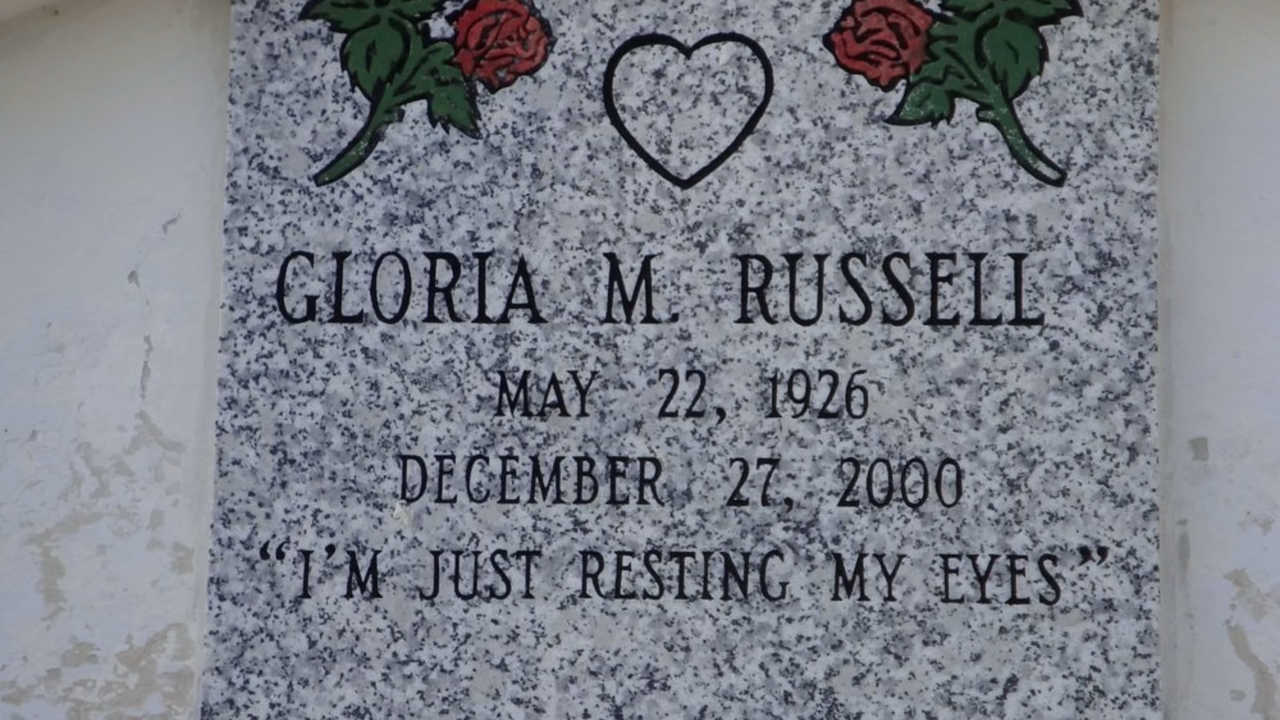 GLORIA M. RUSSELL
MAY 22, 1926
DECEMBER 27, 2000
“I'M JUST RESTING MY EYES”